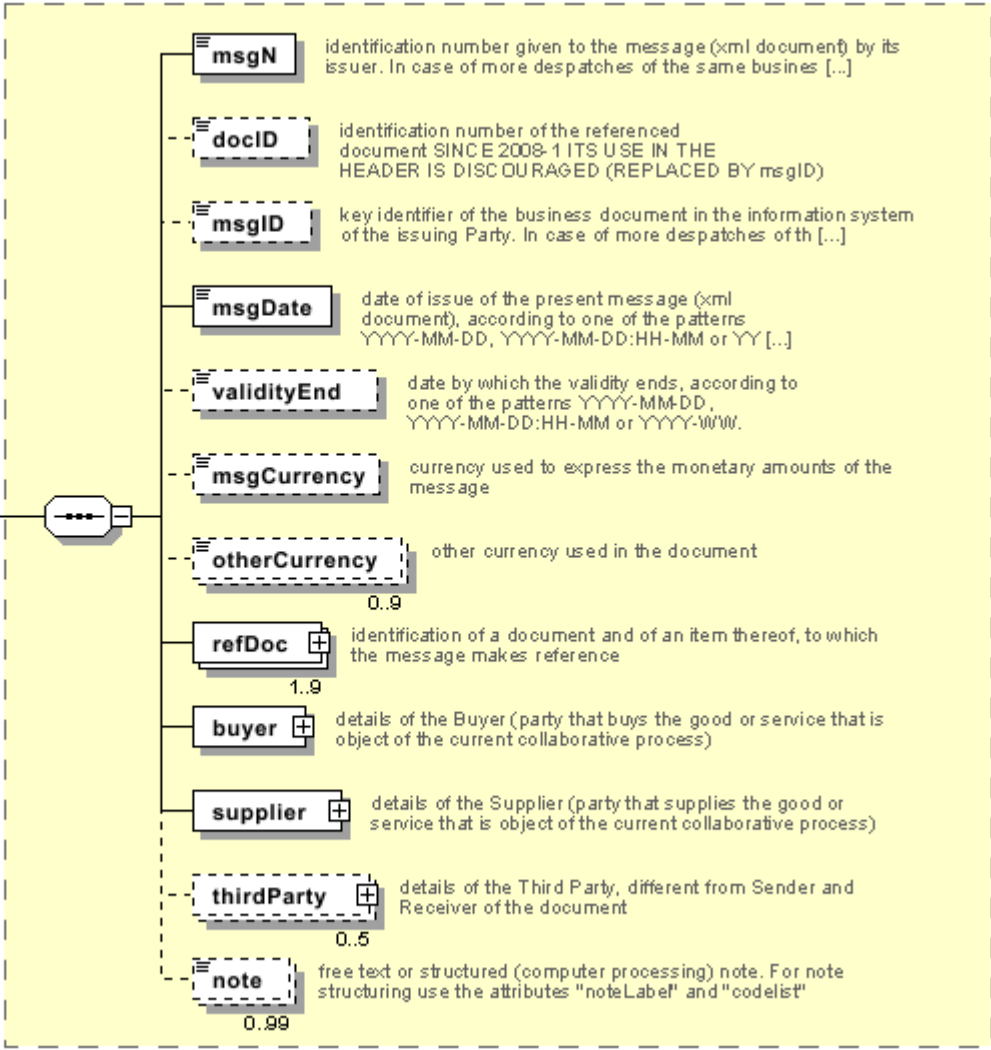 msgN
identification number given to the message (xml document) by its
issuer. In case of more despatches of the same busines [...]
docID
identification number of the referenced
document SINCE 2008-1 ITS USE IN THE
HEADER IS DISCOURAGED (REPLACED BY msgID)
msgID
key identifier of the business document in the information system
of the issuing Party. In case of more despatches of th [...]
msgDate
date of issue of the present message (xml
document), according to one of the patterns
YYYY-MM-DD, YYYY-MM-DD:HH-MM or YY [...]
validityEnd
date by which the validity ends, according to
one of the patterns YYYY-MM-DD,
YYYY-MM-DD:HH-MM or YYYY-WW.
msgCurrency
currency used to express the monetary amounts of the
message
otherCurrency
other currency used in the document
0..9
refDoc
identification of a document and of an item thereof, to which
the message makes reference
1..9
buyer
details of the Buyer (party that buys the good or service that is
object of the current collaborative process)
supplier
details of the Supplier (party that supplies the good or
service that is object of the current collaborative process)
thirdParty
details of the Third Party, different from Sender and
Receiver of the document
0..5
note
free text or structured (computer processing) note. For note
structuring use the attributes "noteLabel" and "codelist"
0..99